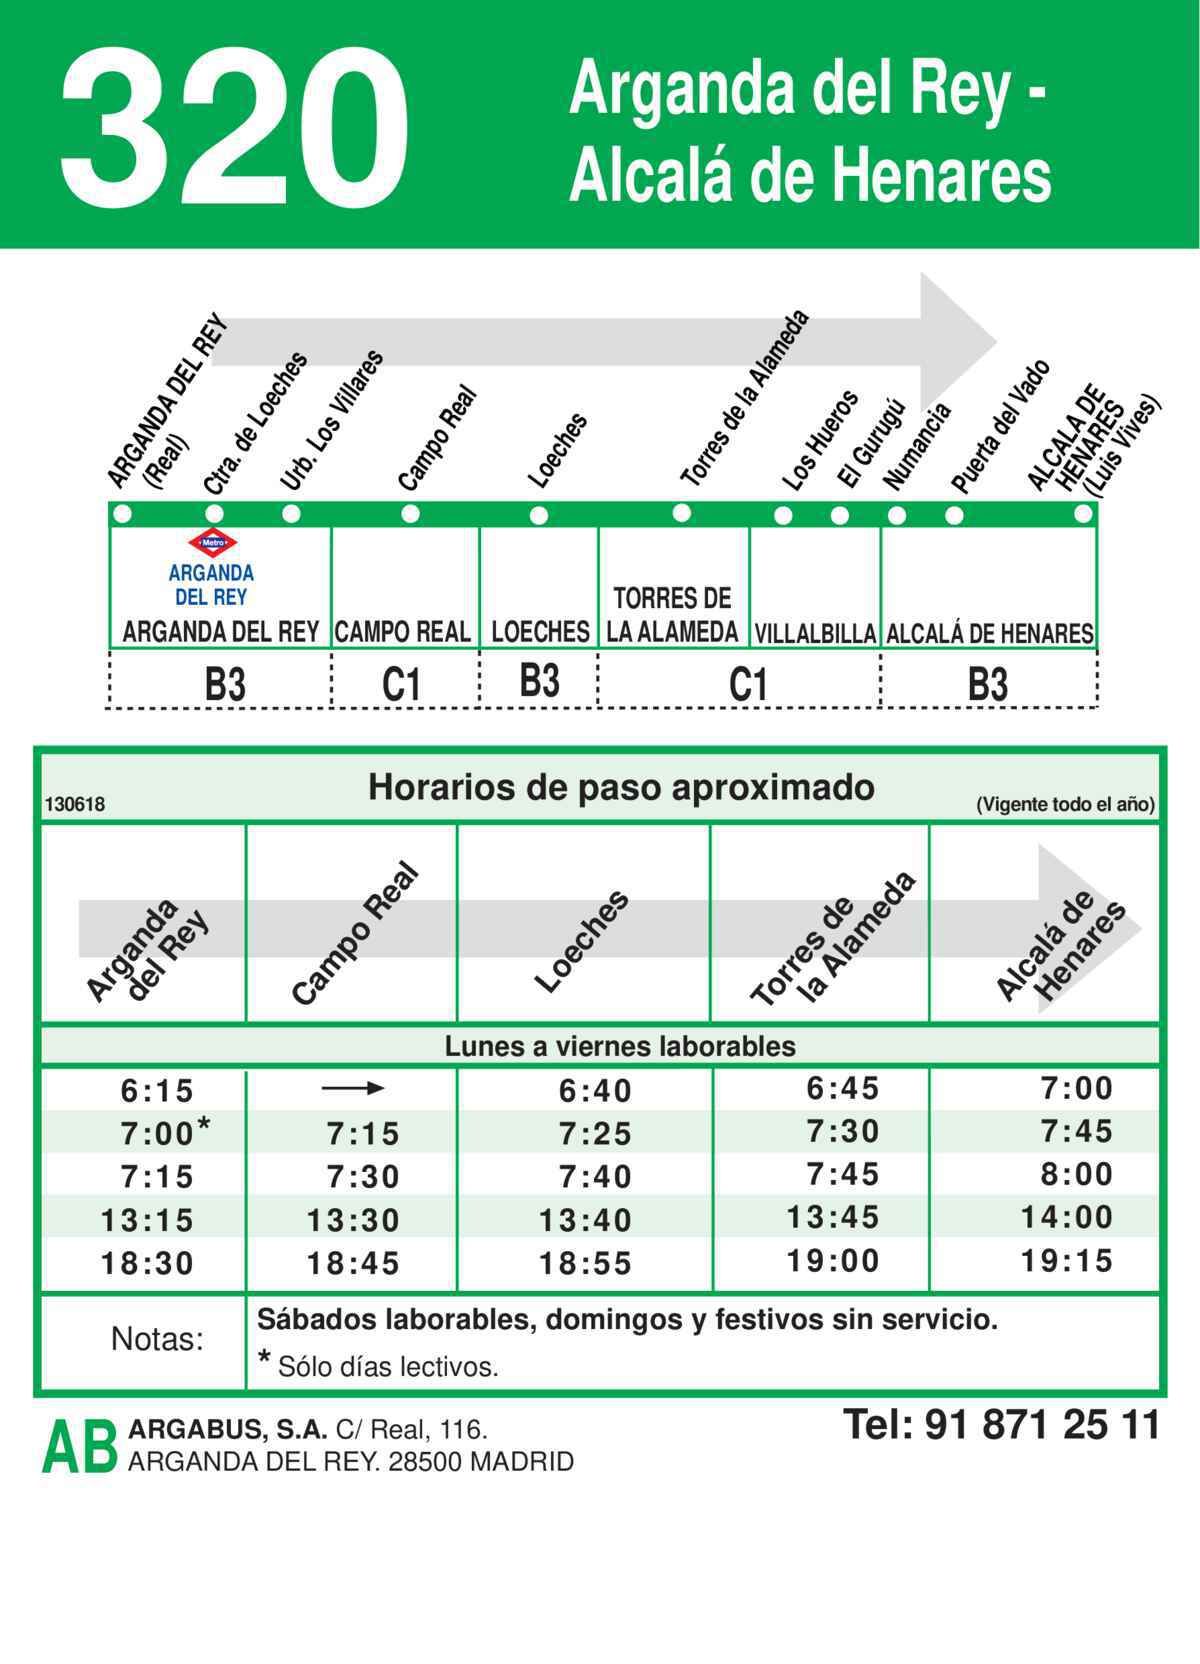 320
Arganda del Rey -
Alcalá de Henares
ARGANDA DEL REY
(Real)
Ctra. de Loeches
Urb. Los Villares
Campo Real
Loeches
Torres de la Alameda
Los Hueros
El Gurugú
Numancia
Puerta del Vado
ALCALA DE
HENARES
(Luis Vives)
Metro
ARGANDA
DEL REY
ARGANDA DEL REY
CAMPO REAL
LOECHES
TORRES DE
LA ALAMEDA
VILLALBILLA
ALCALÁ DE HENARES
B3
C1
B3
C1
B3
130618
Horarios de paso aproximado
(Vigente todo el año)
Arganda
del Rey
Campo Real
Loeches
Torres de
la Alameda
Alcalá de
Henares
Lunes a viernes laborables
6:15 → 6:40 6:45 7:00
7:00* 7:15 7:25 7:30 7:45
7:15 7:30 7:40 7:45 8:00
13:15 13:30 13:40 13:45 14:00
18:30 18:45 18:55 19:00 19:15
Notas:
Sábados laborables, domingos y festivos sin servicio.
* Sólo días lectivos.
AB
ARGABUS, S.A. C/ Real, 116.
ARGANDA DEL REY. 28500 MADRID
Tel: 91 871 25 11